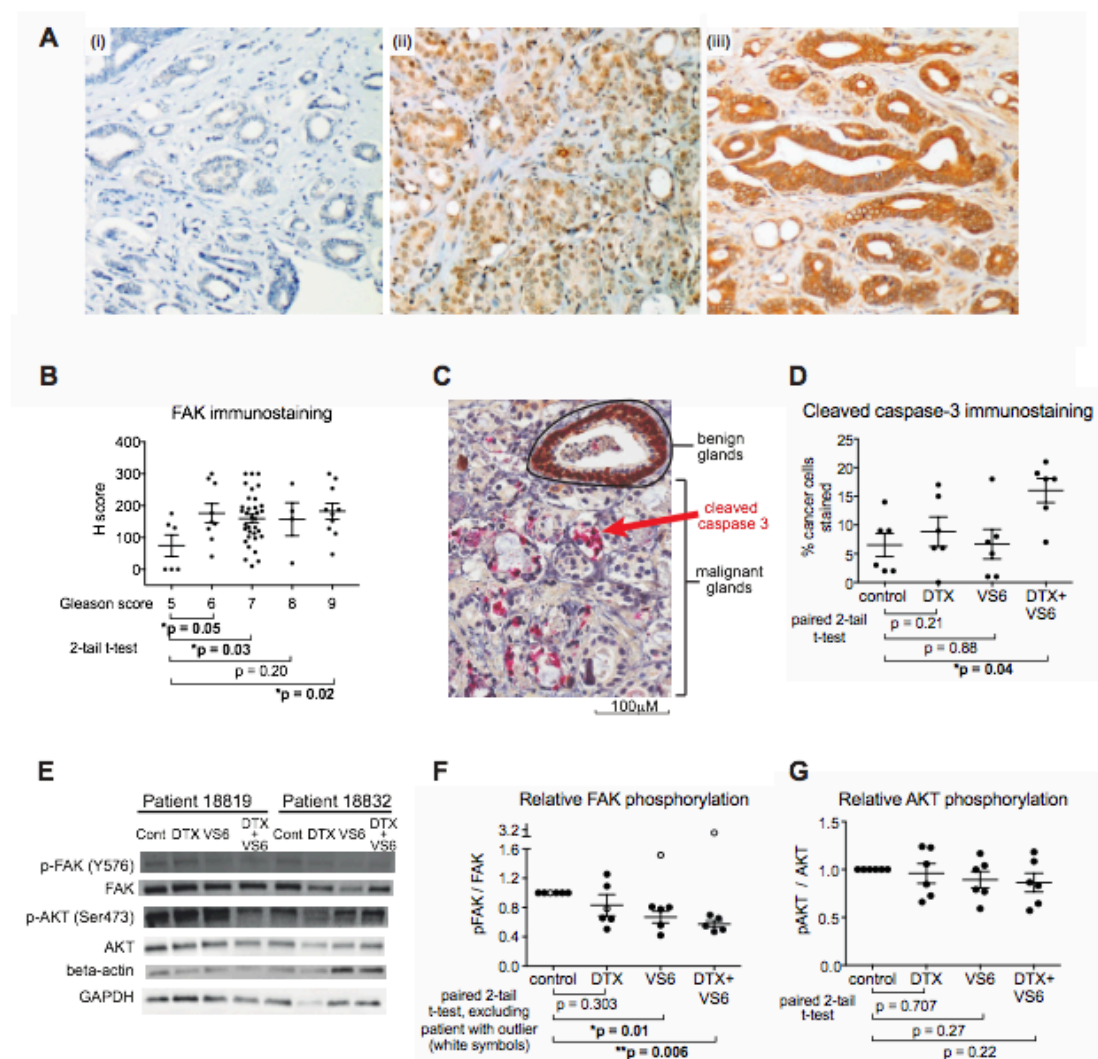 A
(i)
(ii)
(iii)
B
FAK immunostaining
H score
400
300
200
100
0
Gleason score 5 6 7 8 9
2-tail t-test
*p = 0.05
*p = 0.03
p = 0.20
*p = 0.02
C
benign
glands
cleaved
caspase 3
malignant
glands
100μM
D
Cleaved caspase-3 immunostaining
% cancer cells
stained
25
20
15
10
5
0
control DTX VS6 DTX+
VS6
paired 2-tail
t-test
p = 0.21
p = 0.88
*p = 0.04
E
Patient 18819 Patient 18832
Cont DTX VS6 DTX
+
VS6 Cont DTX VS6 DTX
+
VS6
p-FAK (Y576)
FAK
p-AKT (Ser473)
AKT
beta-actin
GAPDH
F
Relative FAK phosphorylation
pFAK / FAK
3.2
1.6
1.2
0.8
0.4
0.0
control DTX VS6 DTX+
VS6
paired 2-tail
t-test, excluding
patient with outlier
(white symbols)
p = 0.303
*p = 0.01
**p = 0.006
G
Relative AKT phosphorylation
pAKT / AKT
1.5
1.0
0.5
0.0
control DTX VS6 DTX+
VS6
paired 2-tail
t-test
p = 0.707
p = 0.27
p = 0.22